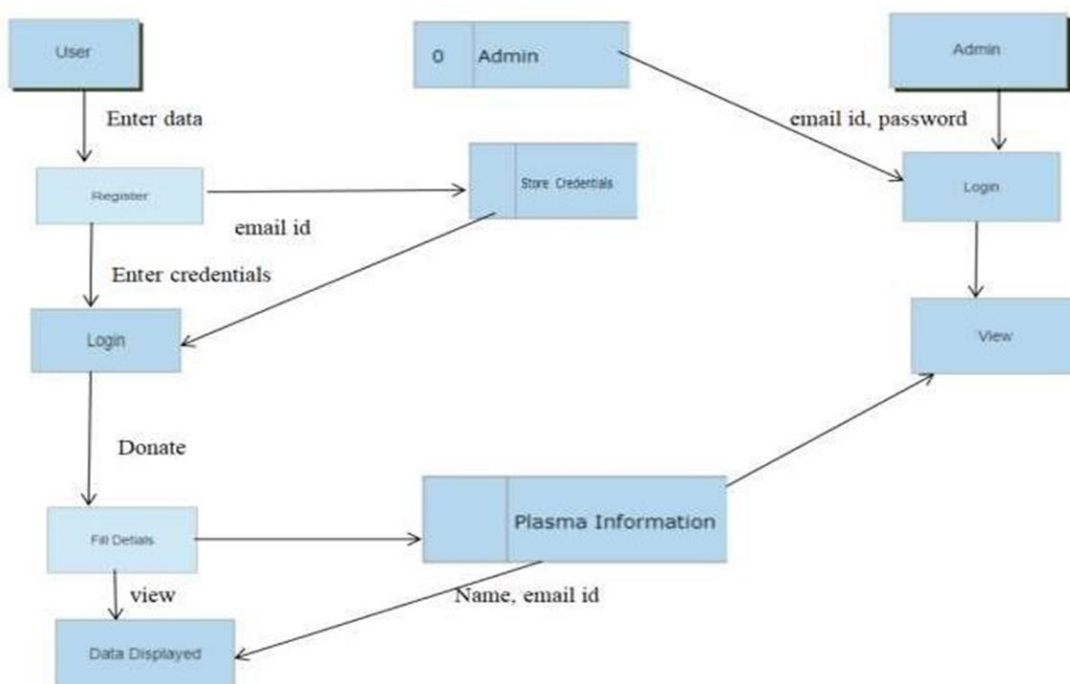 User
0 Admin
Admin
Enter data
email id, password
Register
Store Credentials
Login
email id
Enter credentials
Login
View
Donate
Plasma Information
Fill Detials
view
Name, email id
Data Displayed